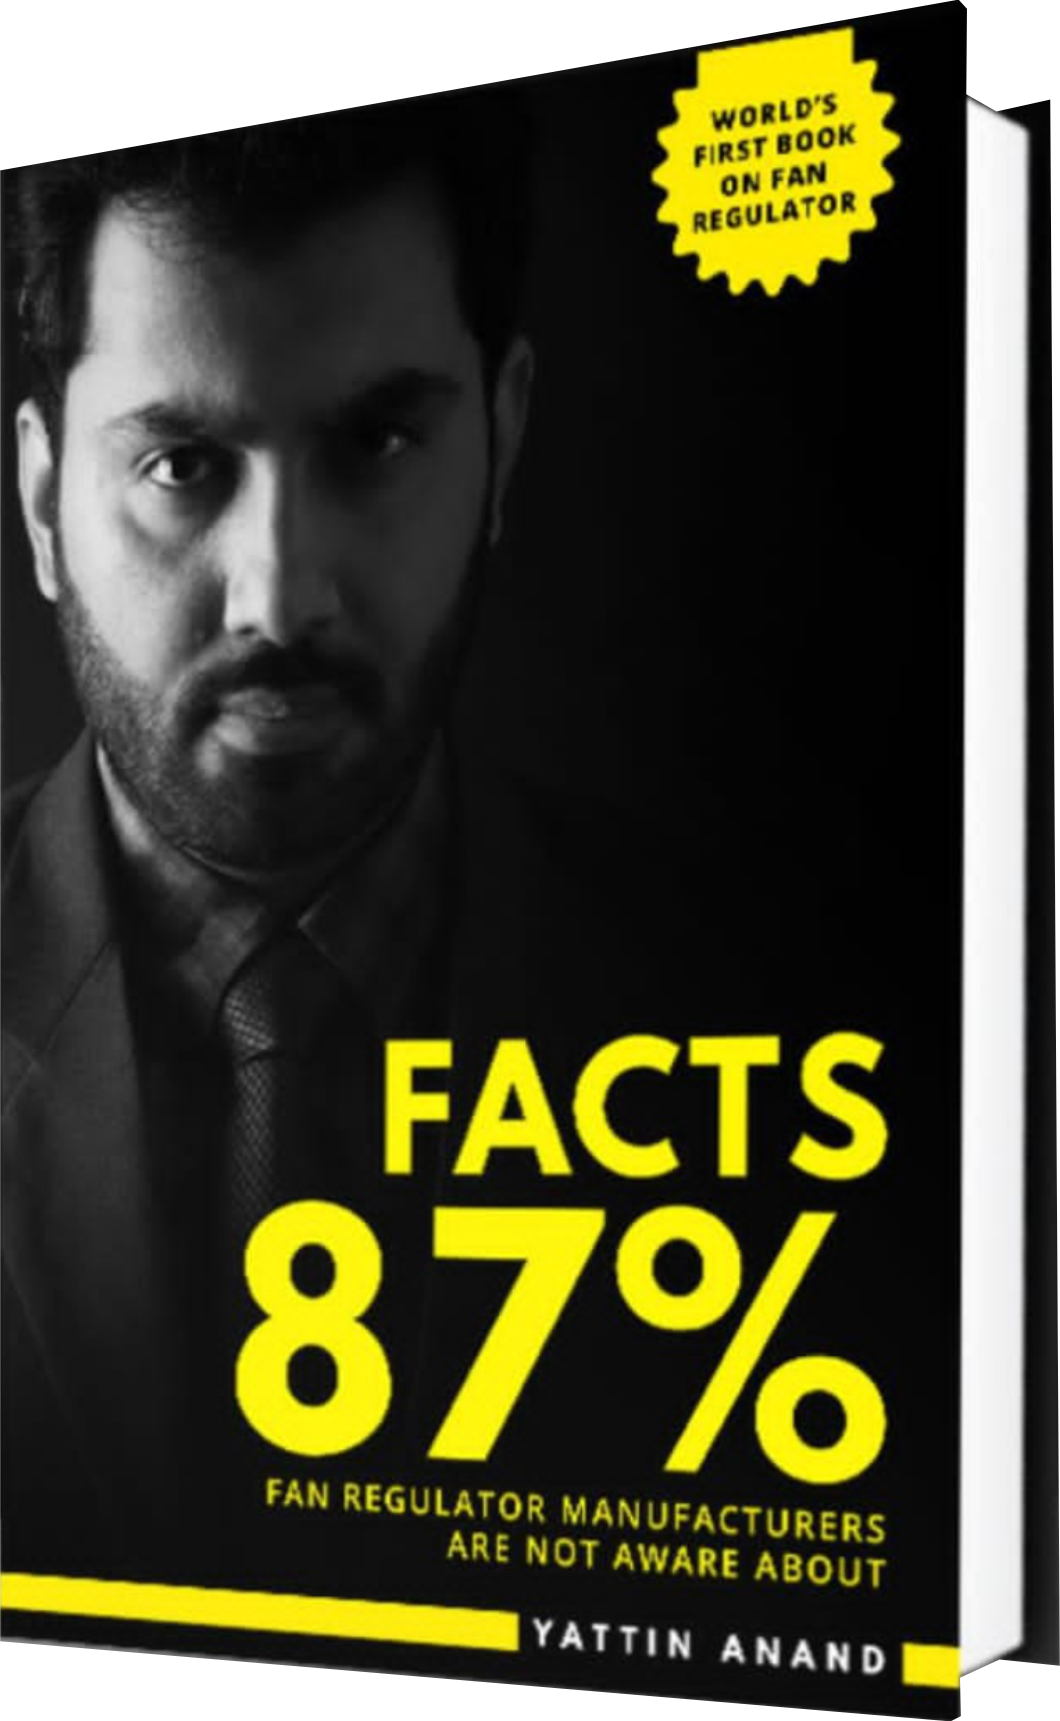 WORLD'S
FIRST BOOK
ON FAN
REGULATOR
FACTS
87%
FAN REGULATOR MANUFACTURERS
ARE NOT AWARE ABOUT
YATTIN ANAND